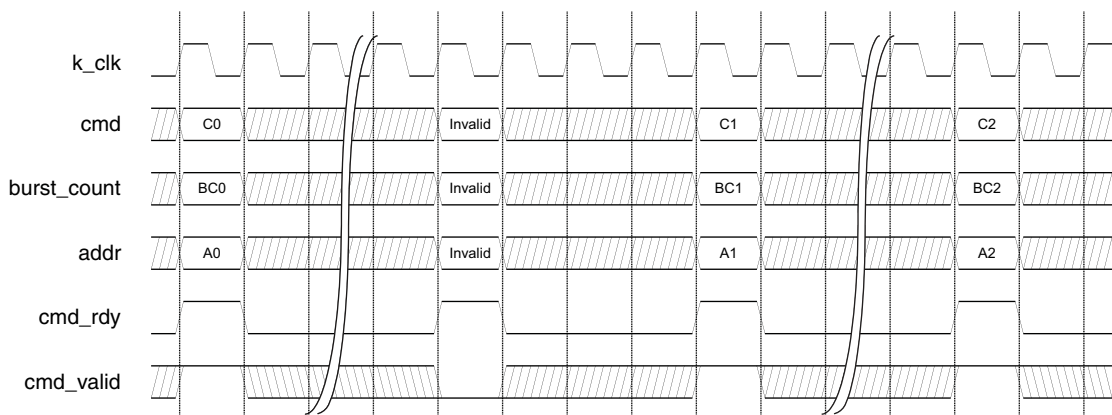 k_clk
cmd C0 Invalid C1 C2
burst_count BC0 Invalid BC1 BC2
addr A0 Invalid A1 A2
cmd_rdy
cmd_valid